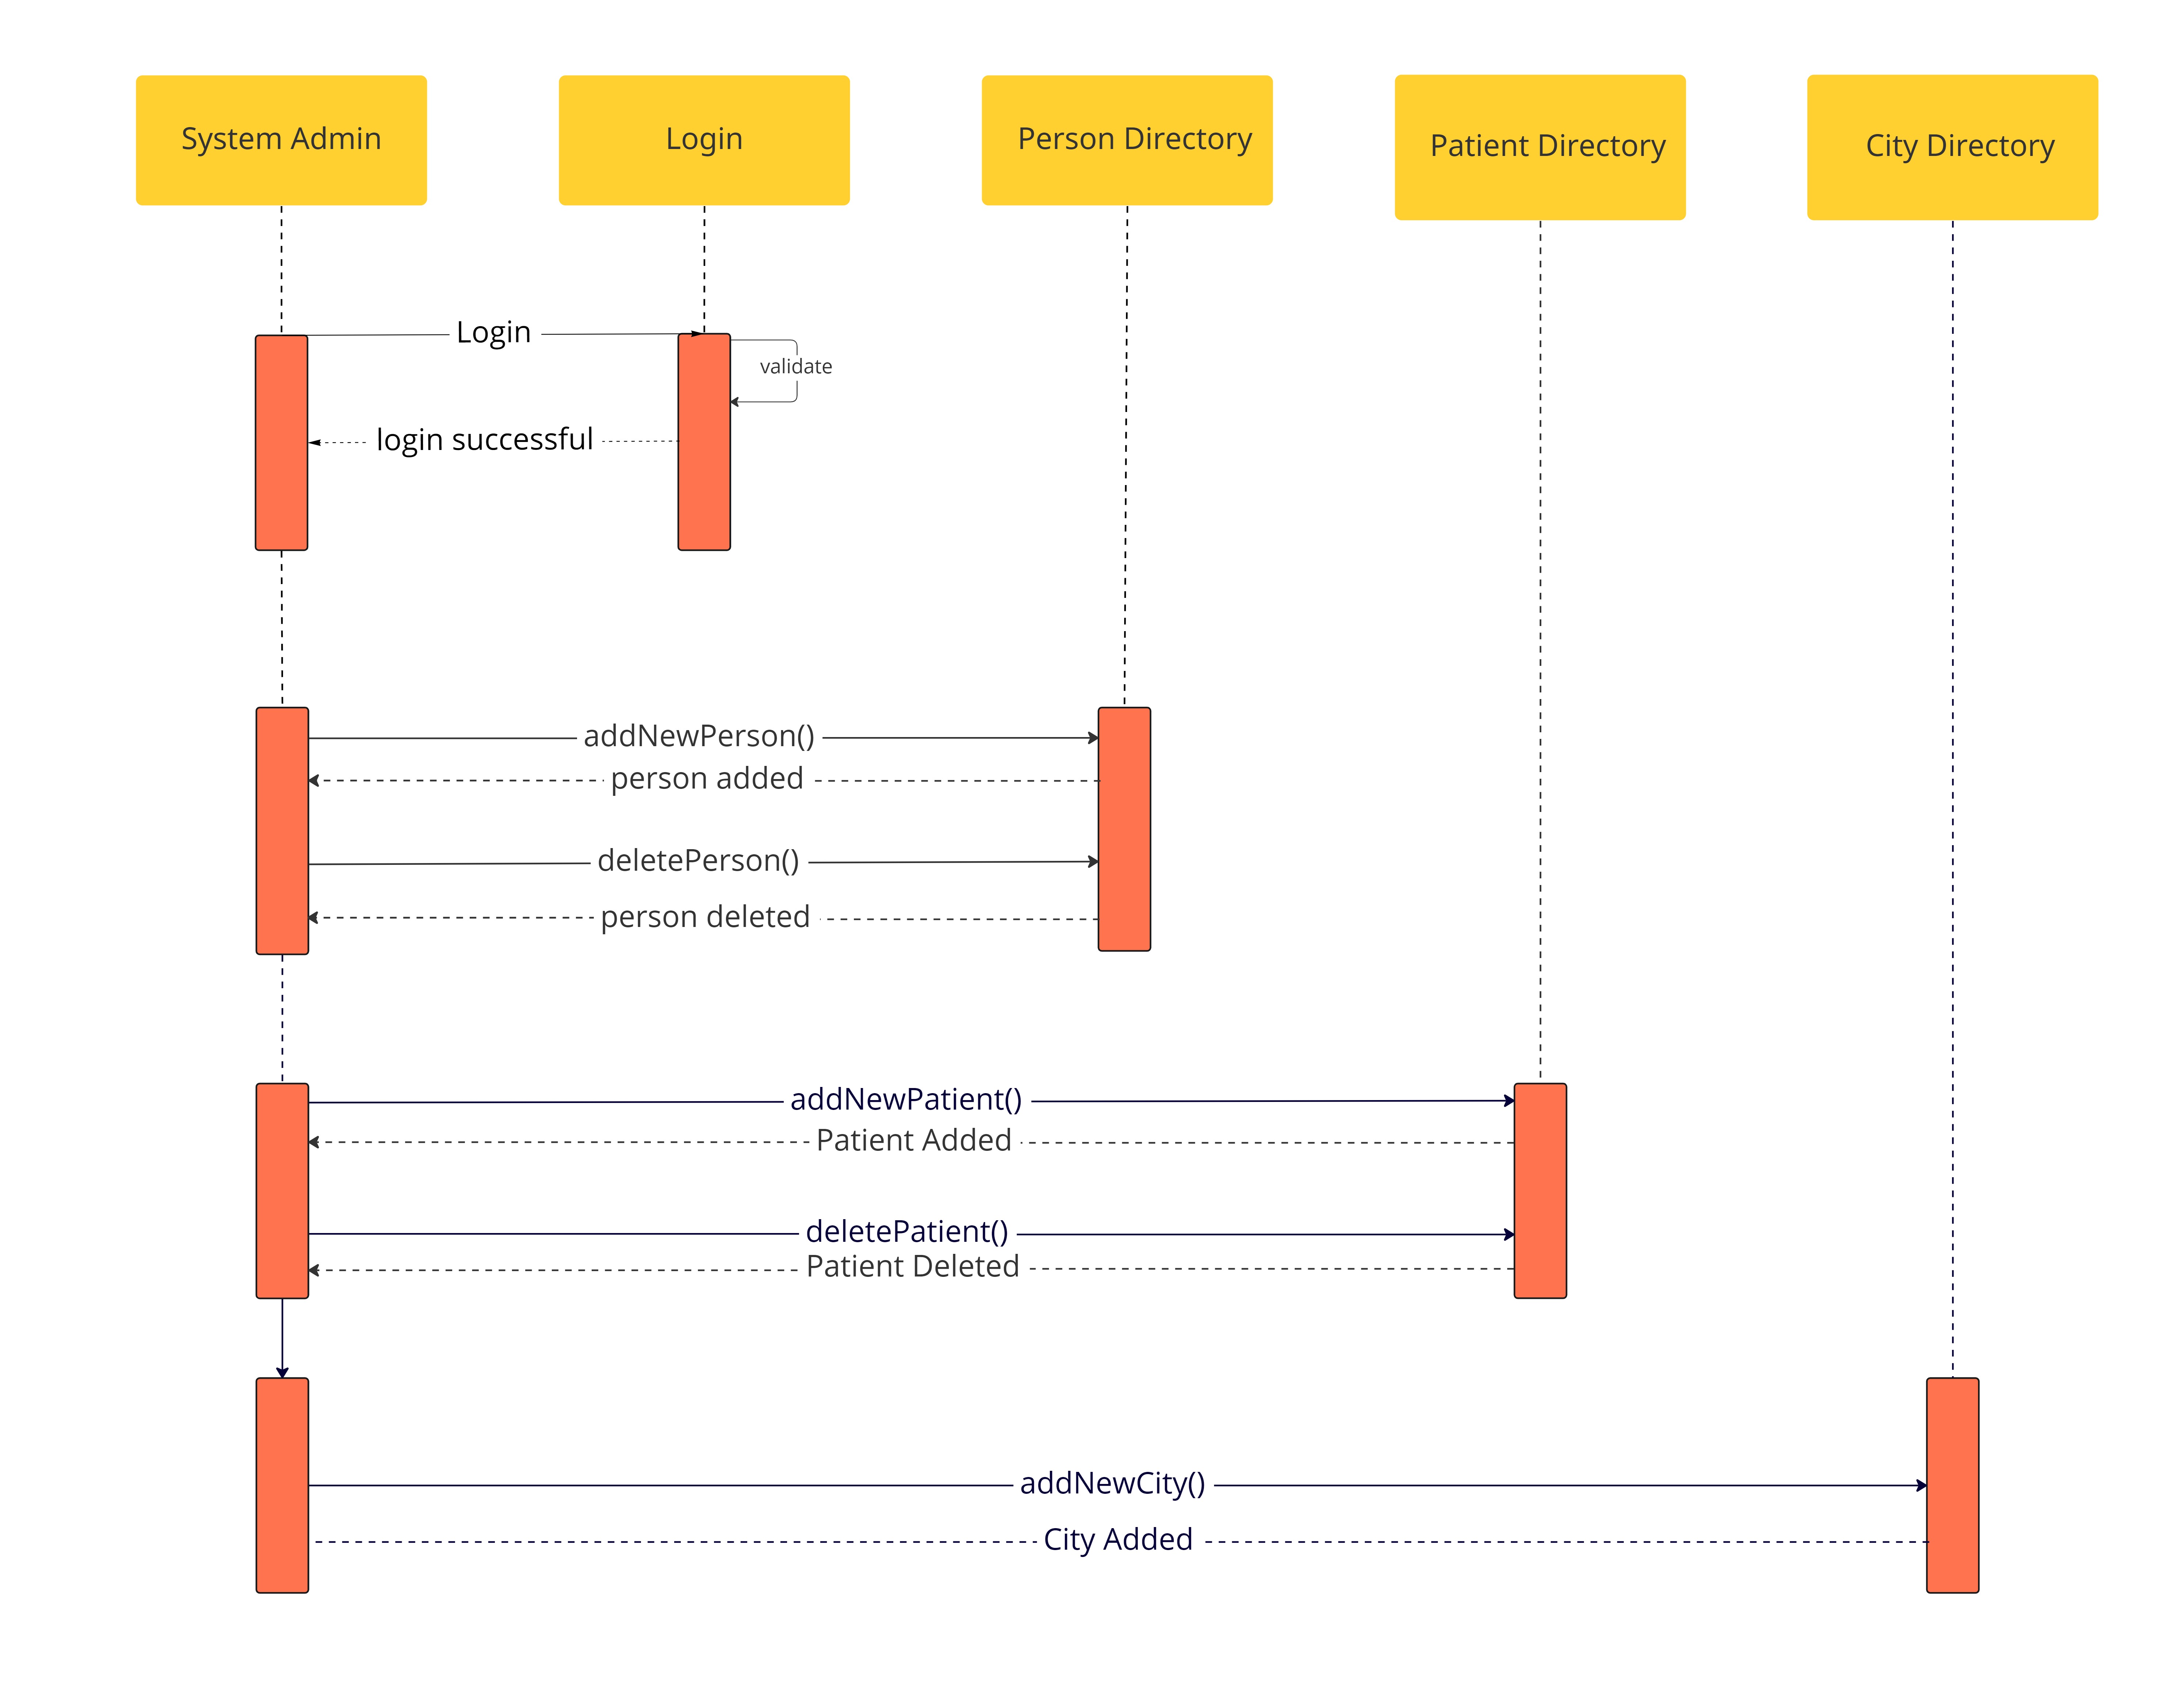 System Admin
Login
Person Directory
Patient Directory
City Directory
Login
validate
login successful
addNewPerson()
person added
deletePerson()
person deleted
addNewPatient()
Patient Added
deletePatient()
Patient Deleted
addNewCity()
City Added